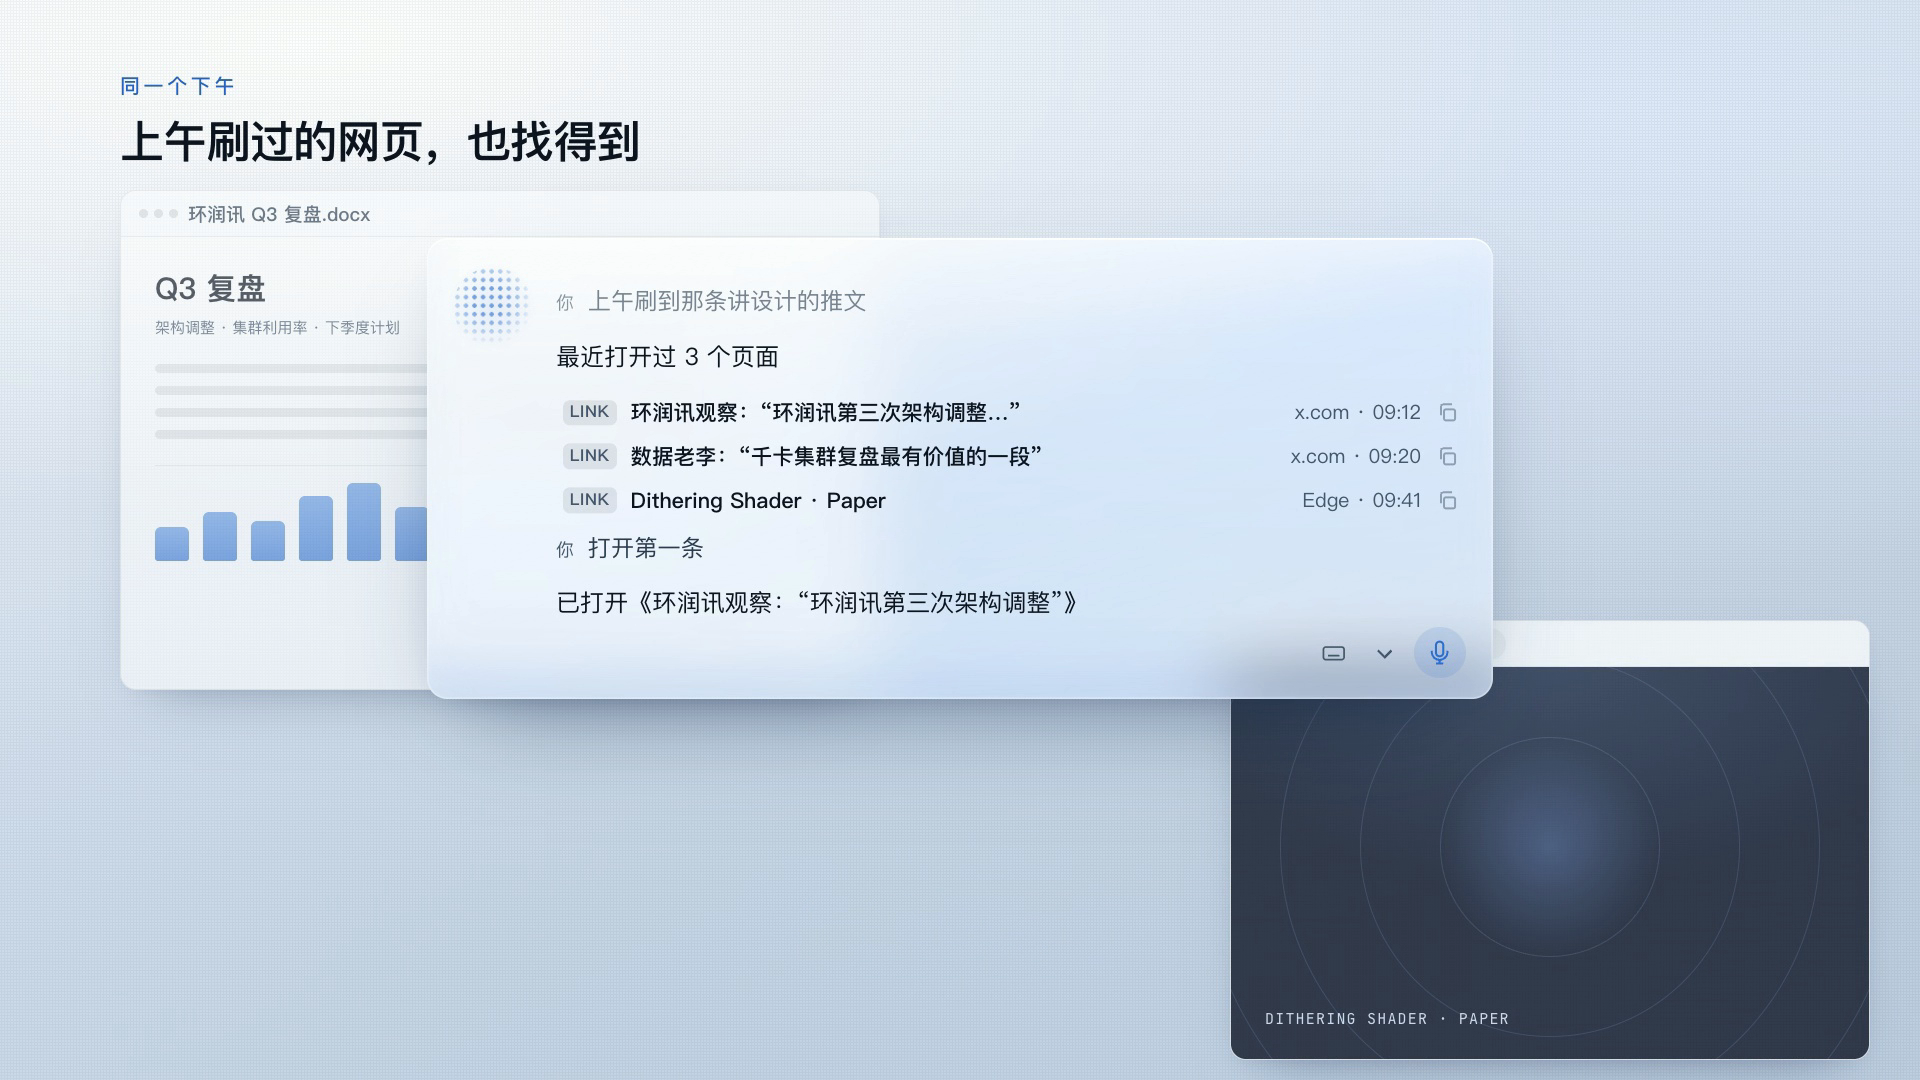 同一个下午
上午刷过的网页，也找得到
环润讯 Q3 复盘.docx
Q3 复盘
架构调整 · 集群利用率 · 下季度计划
你 上午刷到那条讲设计的推文
最近打开过 3 个页面
LINK 环润讯观察：“环润讯第三次架构调整…” x.com · 09:12
LINK 数据老李：“千卡集群复盘最有价值的一段” x.com · 09:20
LINK Dithering Shader · Paper Edge · 09:41
你 打开第一条
已打开《环润讯观察：“环润讯第三次架构调整”》
DITHERING SHADER · PAPER